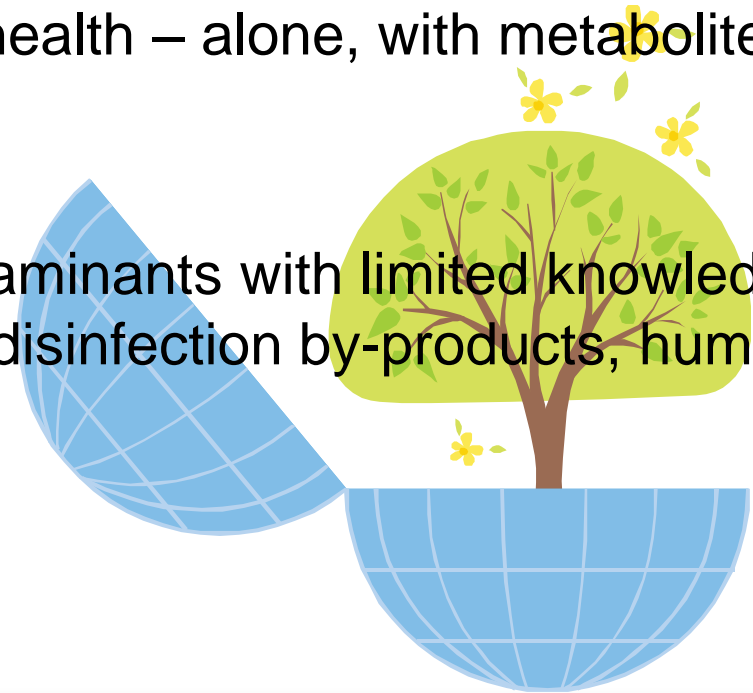 health – alone, with metabolite
aminants with limited knowled
disinfection by-products, hum